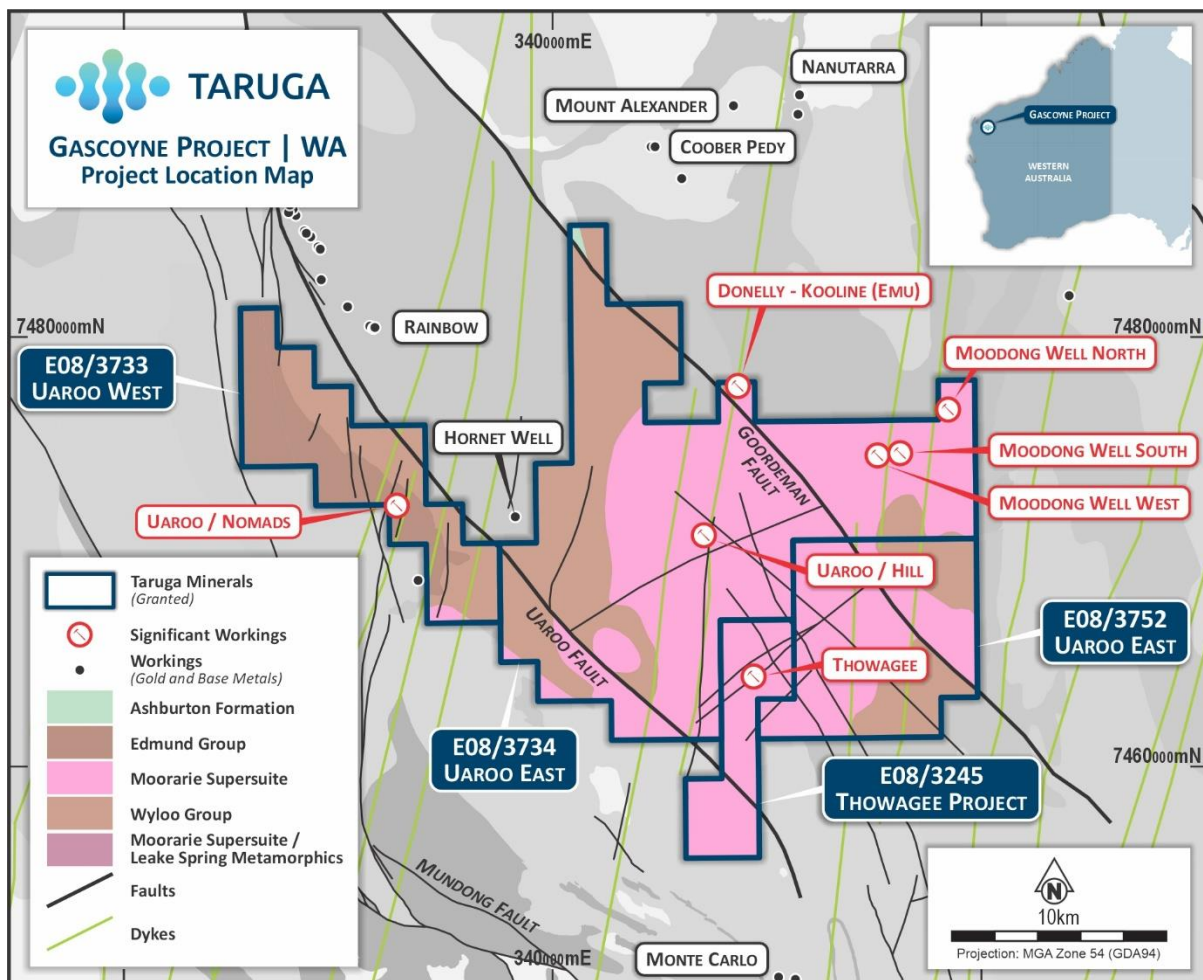 TARUGA
GASCOYNE PROJECT | WA
Project Location Map
340000mE
NANUTARRA
MOUNT ALEXANDER
COOBER PEDY
GASCOYNE PROJECT
WESTERN
AUSTRALIA
DONELLY - KOOLINE (EMU)
7480000mN
7480000mN
RAINBOW
MOODONG WELL NORTH
E08/3733
UAROO WEST
HORNET WELL
GOORDEMAN
FAULT
MOODONG WELL SOUTH
MOODONG WELL WEST
UAROO / NOMADS
UAROO / HILL
Taruga Minerals
(Granted)
Significant Workings
Workings
(Gold and Base Metals)
Ashburton Formation
Edmund Group
Moorarie Supersuite
Wyloo Group
Moorarie Supersuite /
Leake Spring Metamorphics
Faults
Dykes
UAROO FAULT
E08/3752
UAROO EAST
THOWAGEE
E08/3734
UAROO EAST
7460000mN
E08/3245
THOWAGEE PROJECT
MUNDONG FAULT
N
10km
Projection: MGA Zone 54 (GDA94)
340000mE
MONTE CARLO